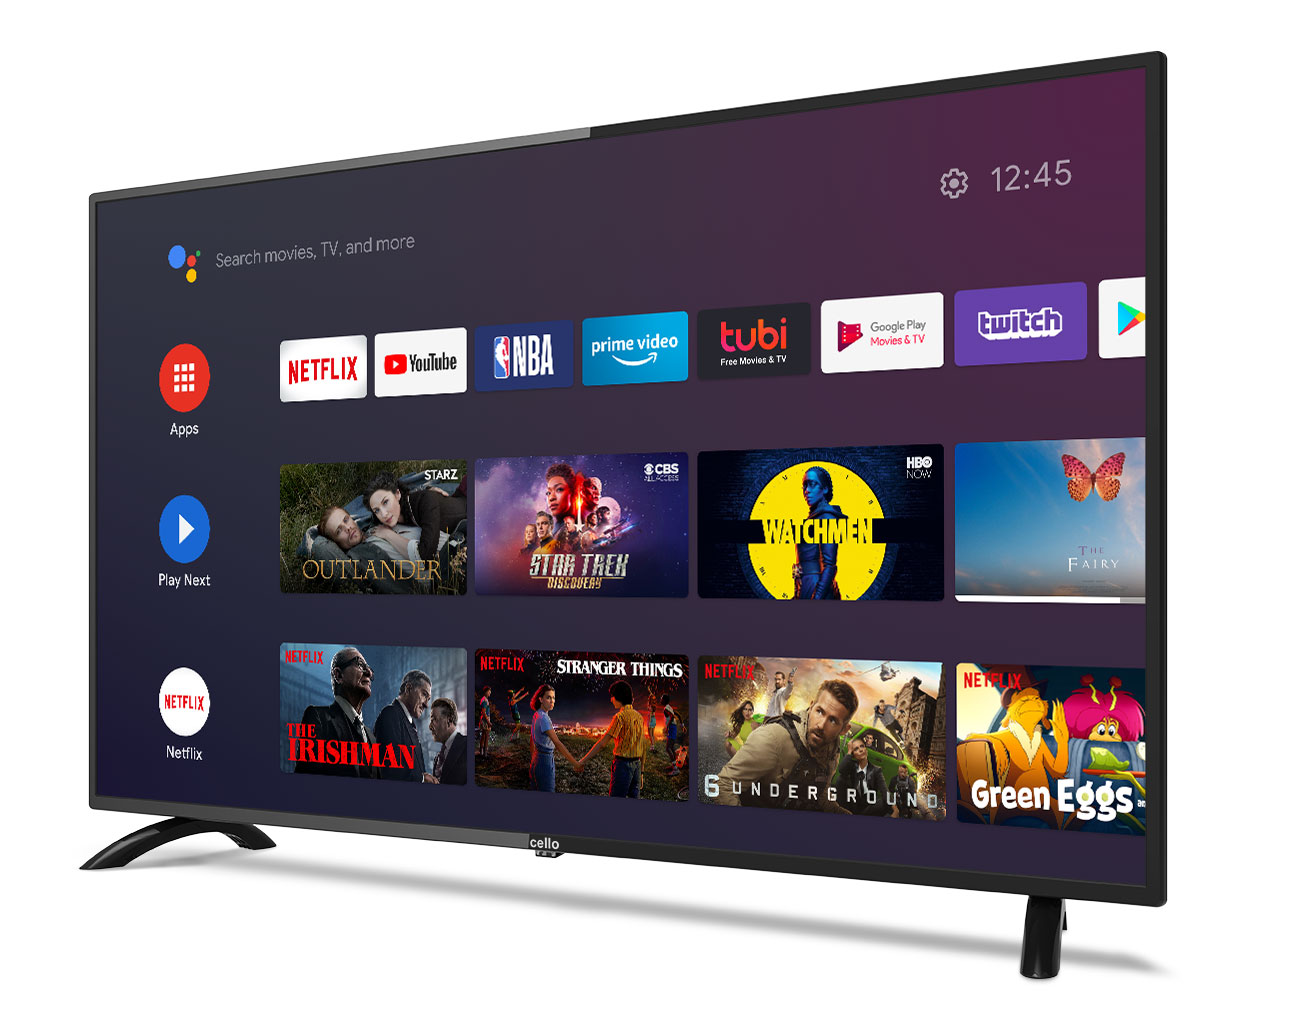 12:45
Search movies, TV, and more
NETFLIX
YouTube
NBA
prime video
tubi
Free Movies & TV
Google Play
Movies & TV
twitch
Apps
STARZ
OUTLANDER
CBS
ALL ACCESS
STAR TREK
DISCOVERY
HBO
NOW
WATCHMEN
THE
FAIRY
Play Next
NETFLIX
THE
IRISHMAN
NETFLIX
STRANGER THINGS
NETFLIX
6 UNDERGROUND
NETFLIX
Green Eggs
NETFLIX
Netflix
cello